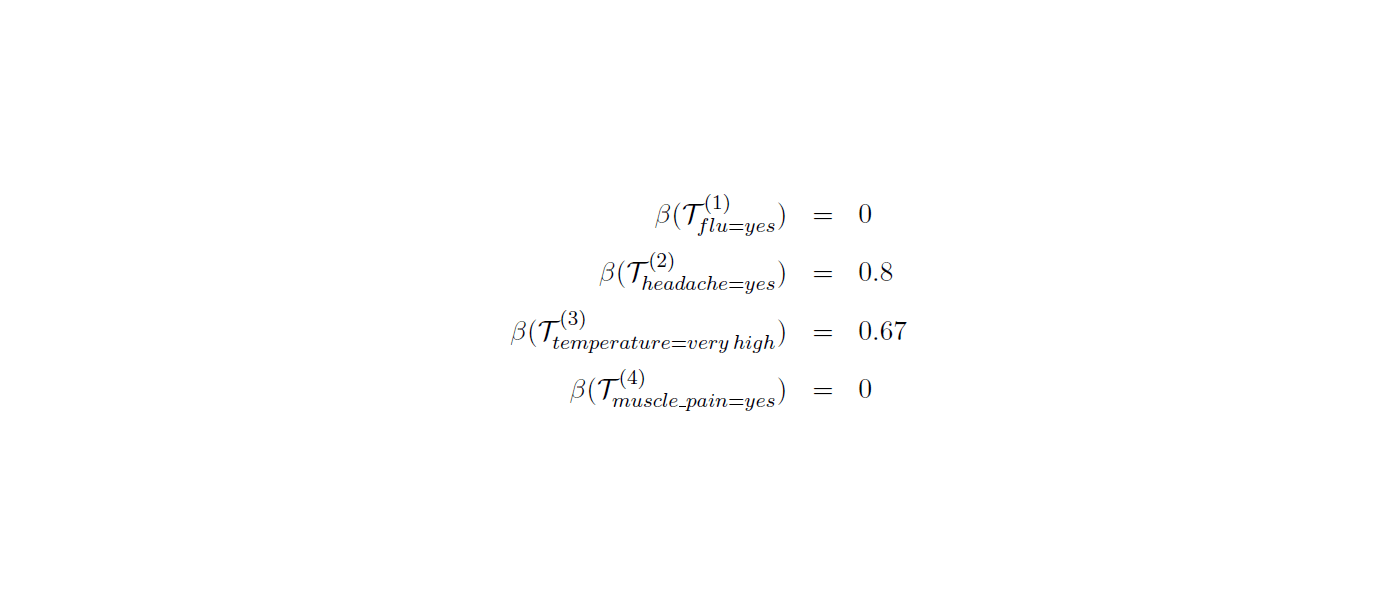 β(𝒯^{(1)}_{flu=yes}) = 0
β(𝒯^{(2)}_{headache=yes}) = 0.8
β(𝒯^{(3)}_{temperature=very high}) = 0.67
β(𝒯^{(4)}_{muscle_pain=yes}) = 0